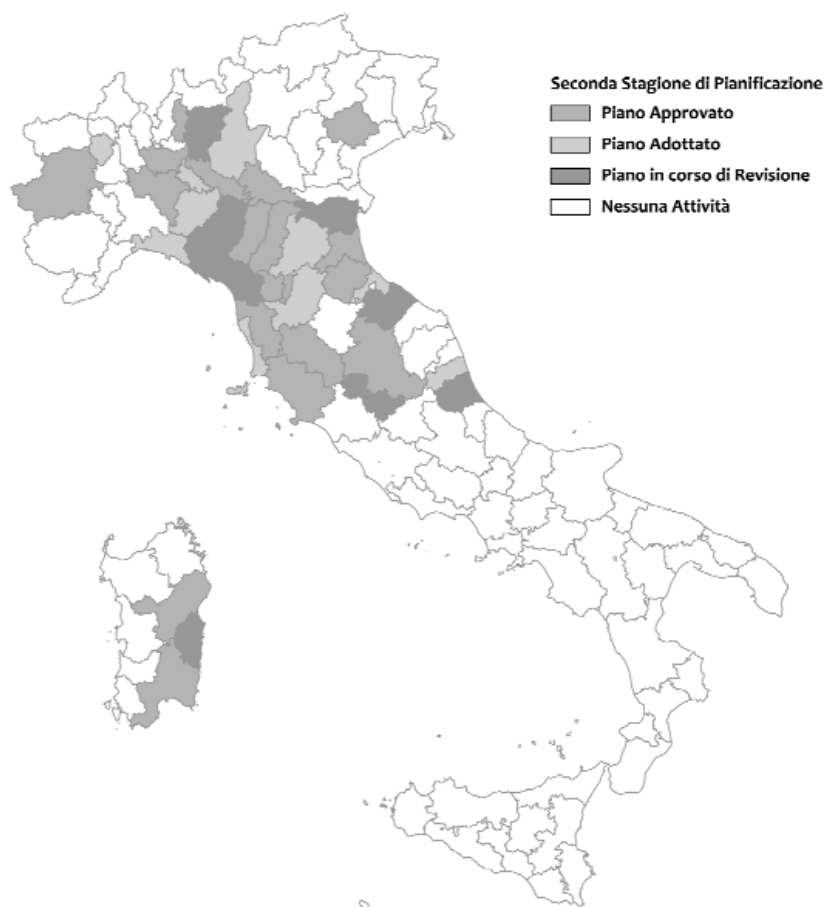 Seconda Stagione di Pianificazione
Piano Approvato
Piano Adottato
Piano in corso di Revisione
Nessuna Attività